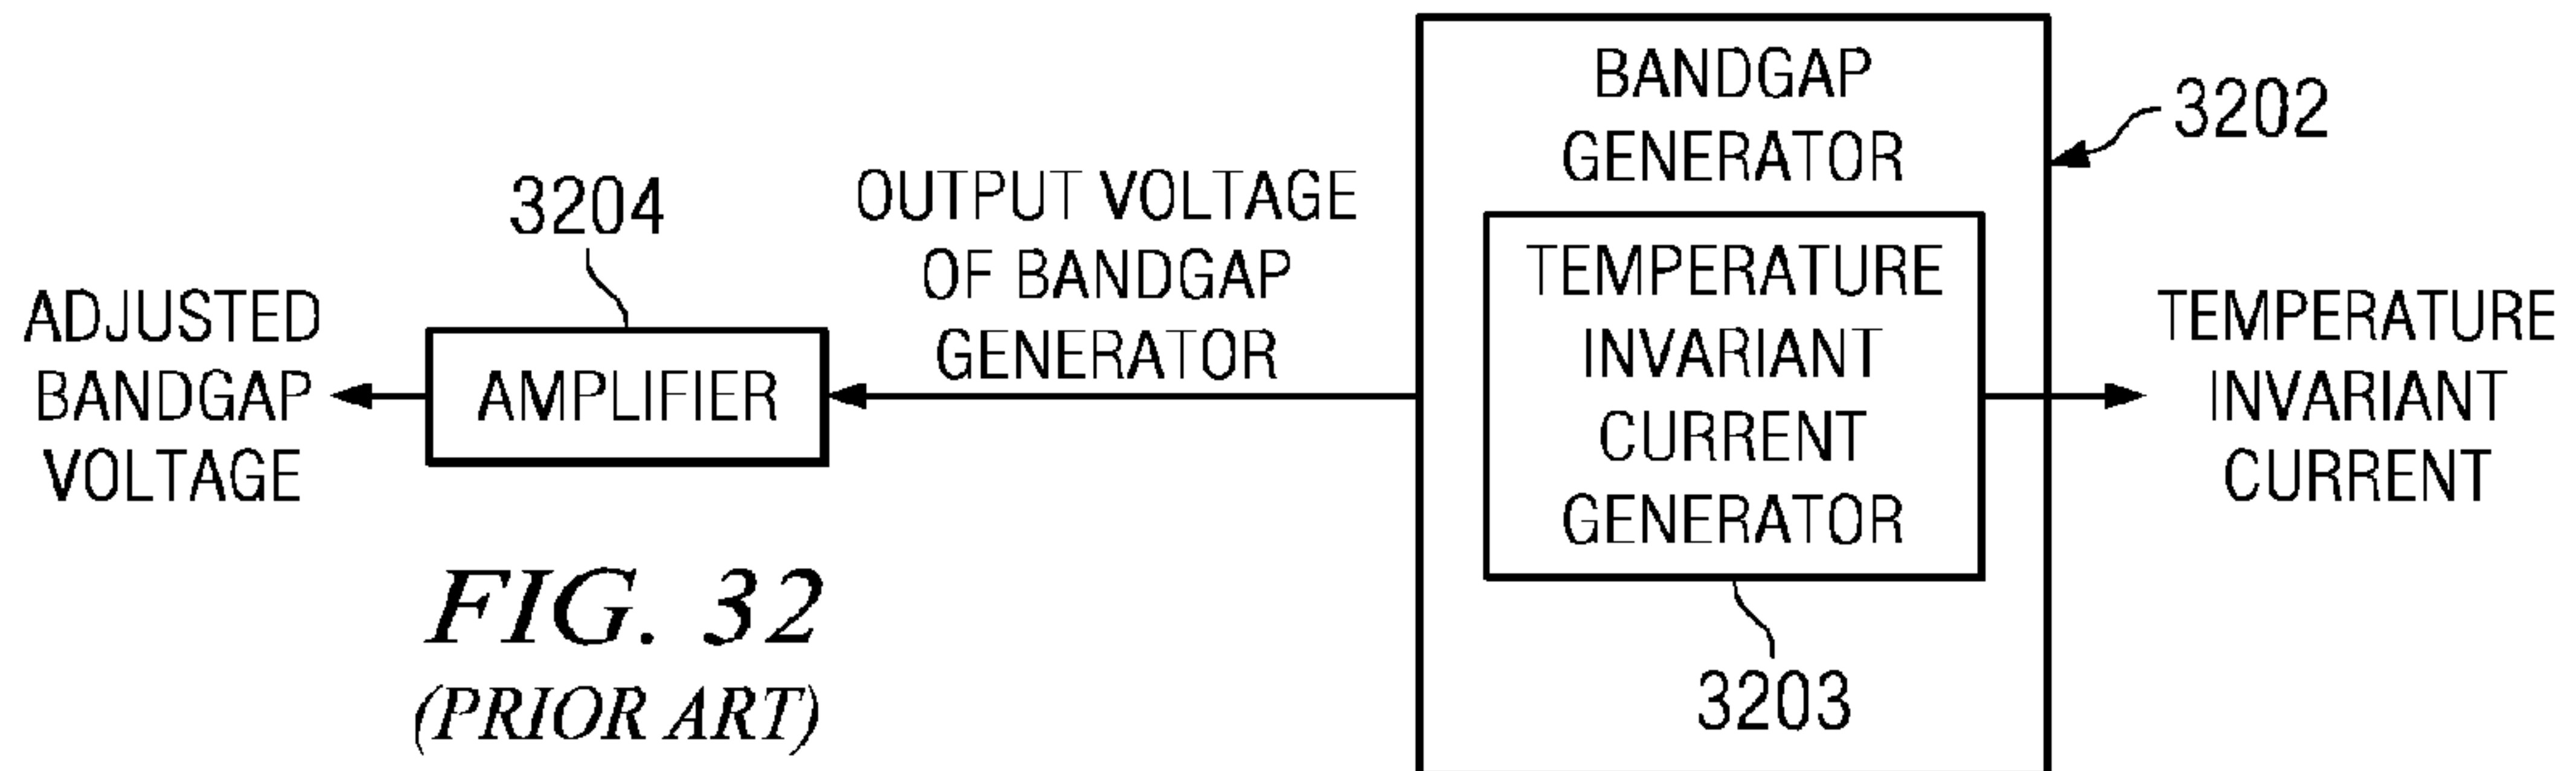 ADJUSTED
BANDGAP
VOLTAGE
3204
AMPLIFIER
OUTPUT VOLTAGE
OF BANDGAP
GENERATOR
BANDGAP
GENERATOR
3202
TEMPERATURE
INVARIANT
CURRENT
GENERATOR
3203
TEMPERATURE
INVARIANT
CURRENT
FIG. 32
(PRIOR ART)